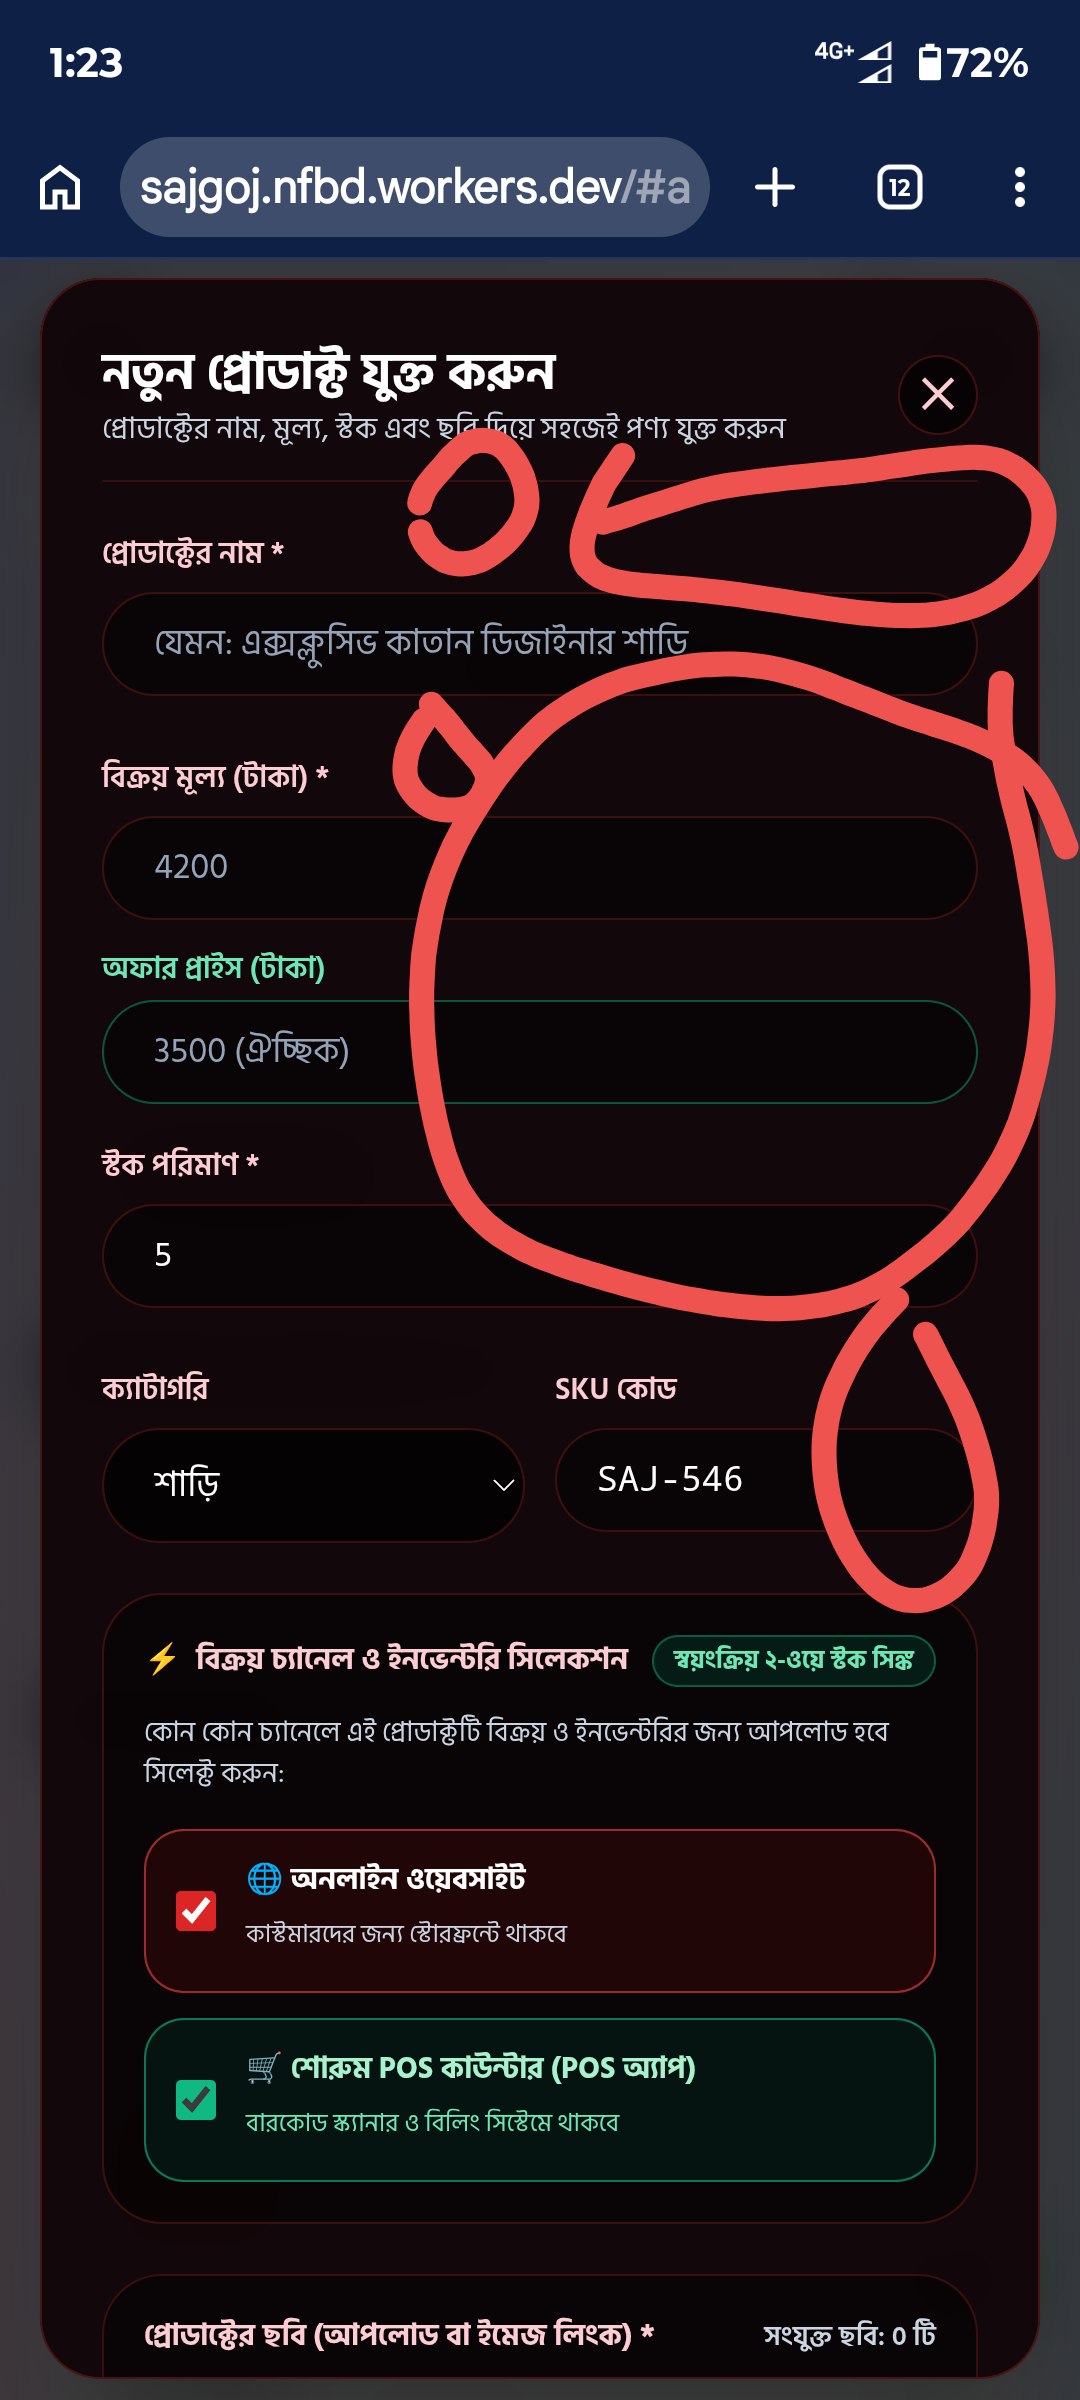 1:23
4G+ 72%
sajgoj.nfbd.workers.dev/#a
12
নতুন প্রোডাক্ট যুক্ত করুন
প্রোডাক্টের নাম, মূল্য, স্টক এবং ছবি দিয়ে সহজেই পণ্য যুক্ত করুন
প্রোডাক্টের নাম *
যেমন: এক্সক্লুসিভ কাতান ডিজাইনার শাড়ি
বিক্রয় মূল্য (টাকা) *
4200
অফার প্রাইস (টাকা)
3500 (ঐচ্ছিক)
স্টক পরিমাণ *
5
ক্যাটাগরি
SKU কোড
শাড়ি
SAJ-546
⚡ বিক্রয় চ্যানেল ও ইনভেন্টরি সিলেকশন
স্বয়ংক্রিয় ২-ওয়ে স্টক সিঙ্ক
কোন কোন চ্যানেলে এই প্রোডাক্টটি বিক্রয় ও ইনভেন্টরির জন্য আপলোড হবে
সিলেক্ট করুন:
🌐 অনলাইন ওয়েবসাইট
কাস্টমারদের জন্য স্টোরফ্রন্টে থাকবে
🛒 শোরুম POS কাউন্টার (POS অ্যাপ)
বারকোড স্ক্যানার ও বিলিং সিস্টেমে থাকবে
প্রোডাক্টের ছবি (আপলোড বা ইমেজ লিংক) *
সংযুক্ত ছবি: 0 টি